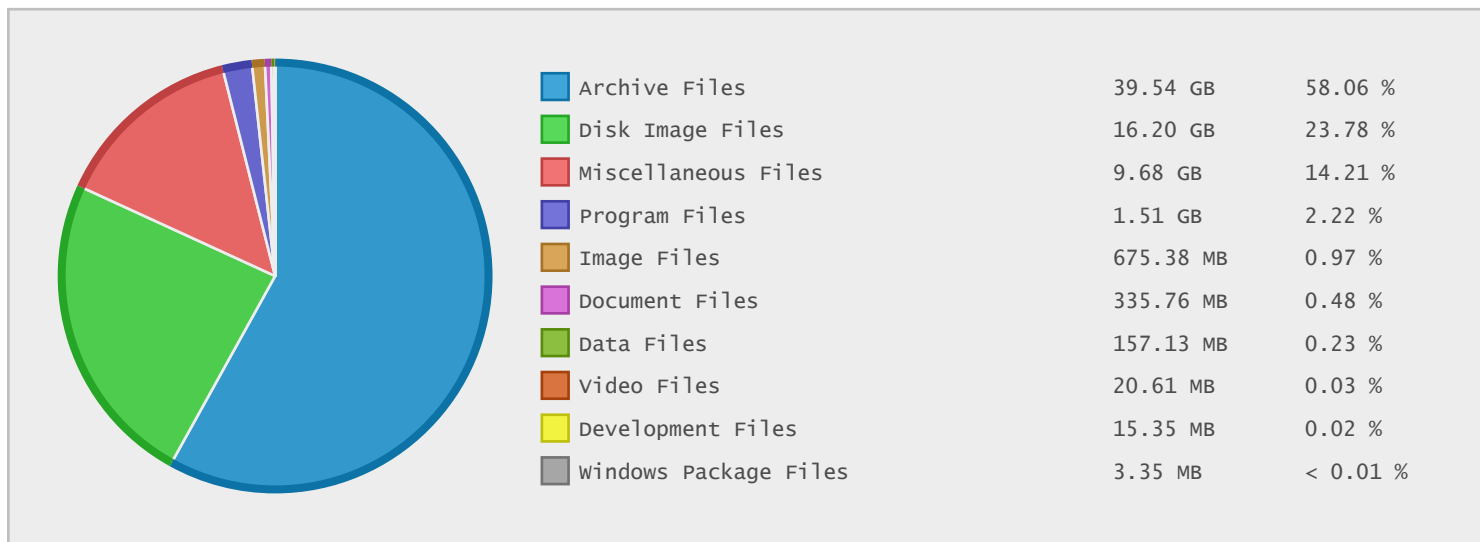 Archive Files 39.54 GB 58.06 %
Disk Image Files 16.20 GB 23.78 %
Miscellaneous Files 9.68 GB 14.21 %
Program Files 1.51 GB 2.22 %
Image Files 675.38 MB 0.97 %
Document Files 335.76 MB 0.48 %
Data Files 157.13 MB 0.23 %
Video Files 20.61 MB 0.03 %
Development Files 15.35 MB 0.02 %
Windows Package Files 3.35 MB < 0.01 %